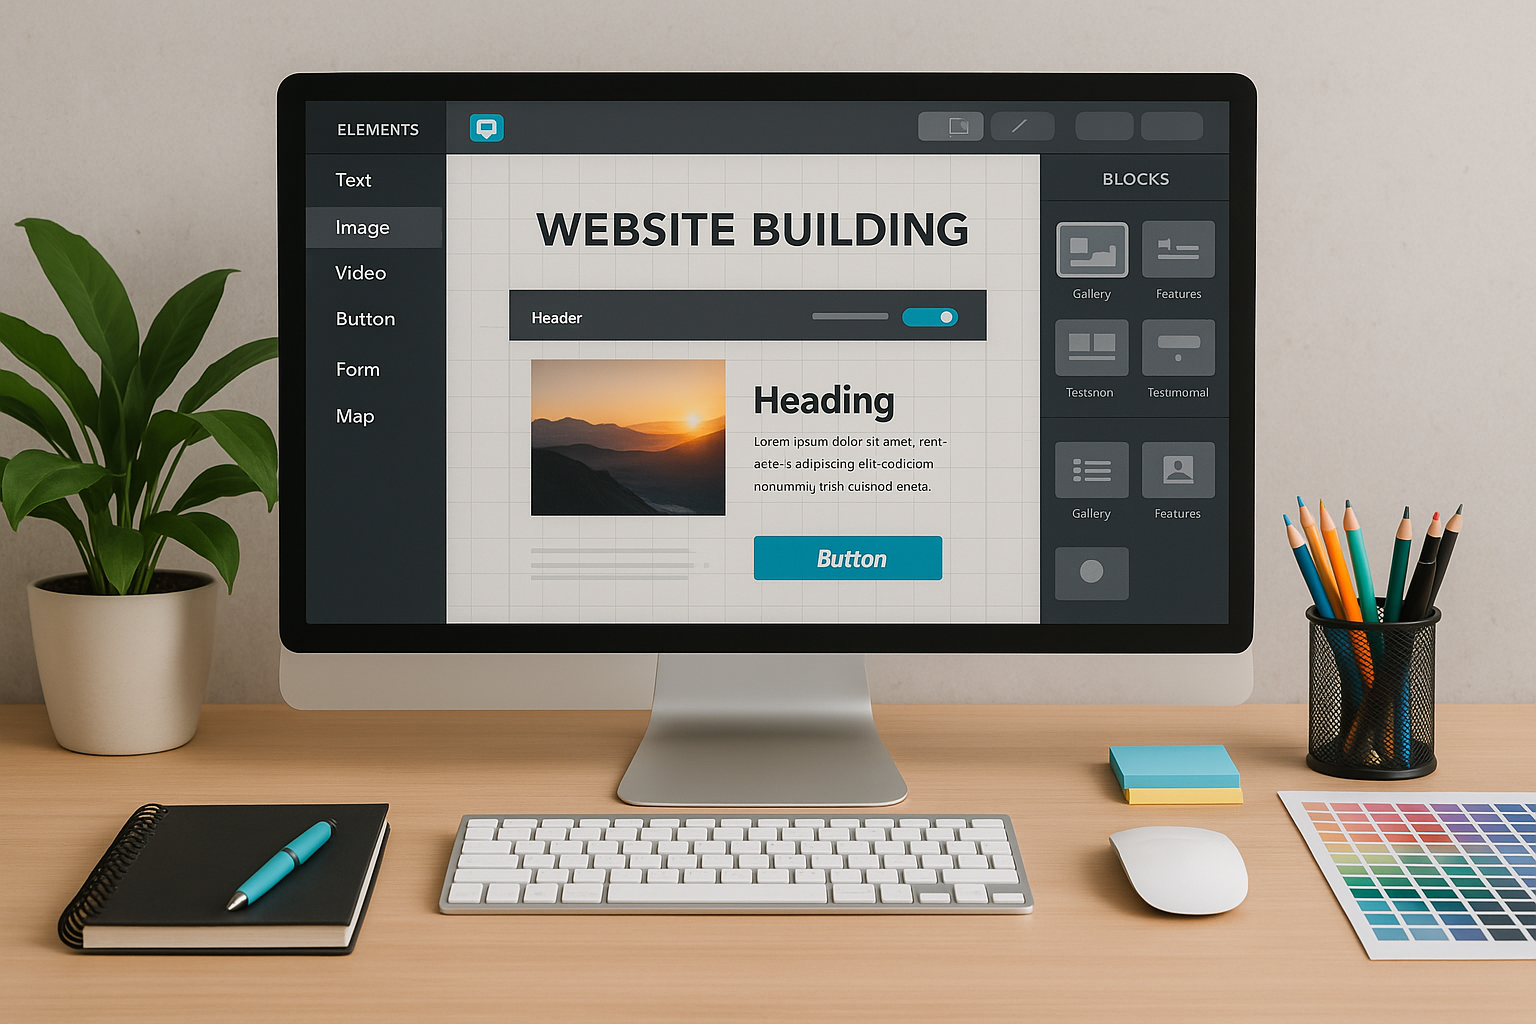 ELEMENTS
Text
Image
Video
Button
Form
Map
WEBSITE BUILDING
Header
Heading
Lorem ipsum dolor sit amet, rent-
aete-s adipiscing elit-codiciom
nonummiy trish cuisnod eneta.
Button
BLOCKS
Gallery
Features
Testsnon
Testimomal
Gallery
Features